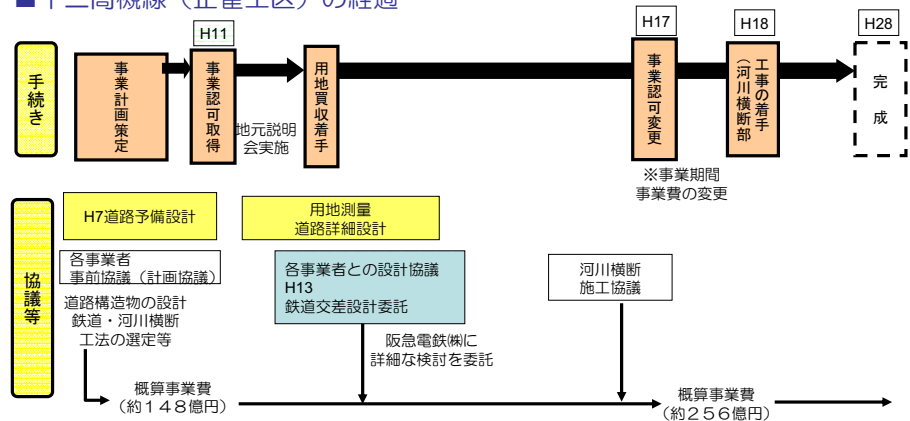 ■十三高槻線（正雀工区）の経過
H11
H17
H18
H28
手続き
事業計画策定
事業認可取得
地元説明
会実施
用地買収着手
事業認可変更
工事の着手
（河川横断部）
完成
※事業期間
事業費の変更
協議等
H7道路予備設計
用地測量
道路詳細設計
各事業者
事前協議（計画協議）
各事業者との設計協議
H13
鉄道交差設計委託
河川横断
施工協議
道路構造物の設計
鉄道・河川横断
工法の選定等
阪急電鉄㈱に
詳細な検討を委託
概算事業費
（約１４８億円）
概算事業費
（約２５６億円）